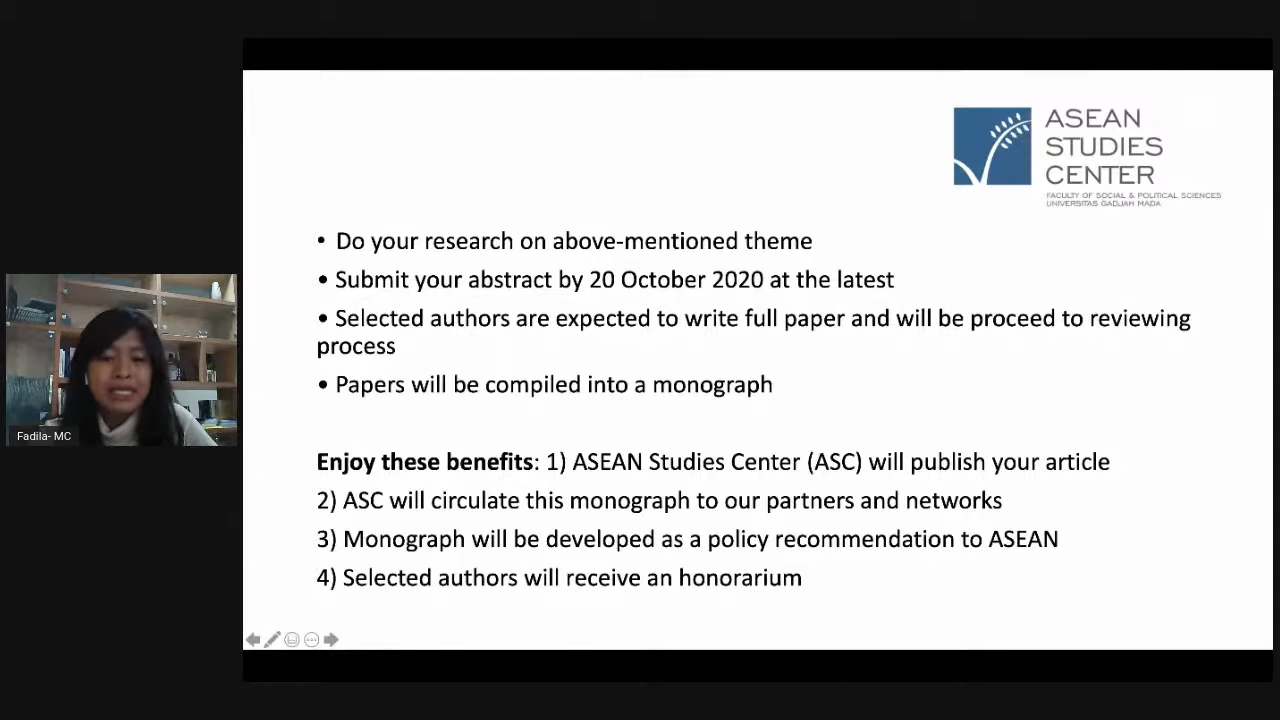 ASEAN
STUDIES
CENTER
FACULTY OF SOCIAL & POLITICAL SCIENCES
UNIVERSITAS GADJAH MADA
• Do your research on above-mentioned theme
• Submit your abstract by 20 October 2020 at the latest
• Selected authors are expected to write full paper and will be proceed to reviewing
process
• Papers will be compiled into a monograph
Enjoy these benefits: 1) ASEAN Studies Center (ASC) will publish your article
2) ASC will circulate this monograph to our partners and networks
3) Monograph will be developed as a policy recommendation to ASEAN
4) Selected authors will receive an honorarium
Fadila- MC